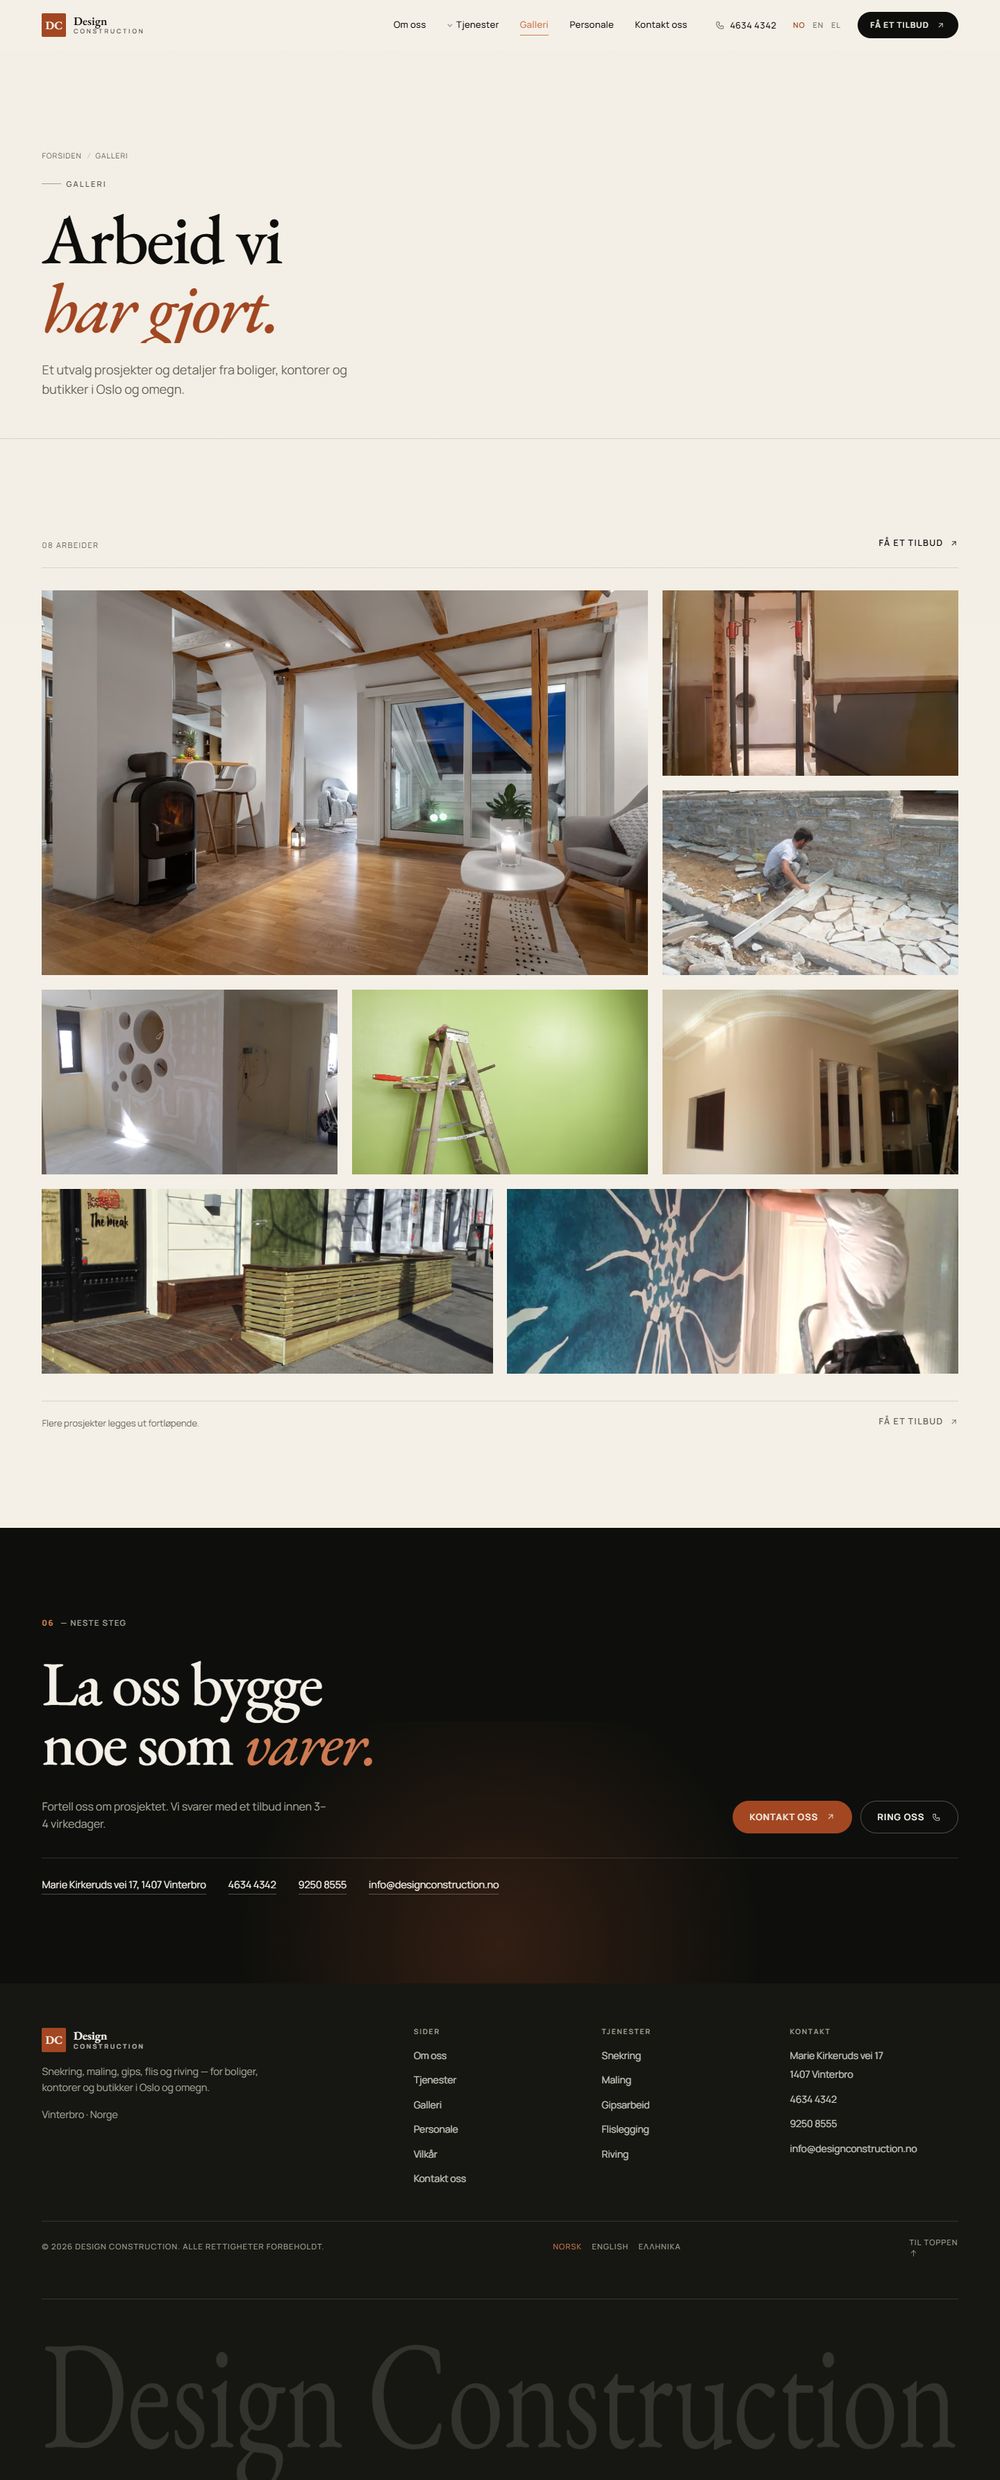 DC Design
CONSTRUCTION
Om oss
Tjenester
Galleri
Personale
Kontakt oss
4634 4342
NO EN EL
FÅ ET TILBUD
FORSIDEN / GALLERI
GALLERI
Arbeid vi
har gjort.
Et utvalg prosjekter og detaljer fra boliger, kontorer og
butikker i Oslo og omegn.
08 ARBEIDER
FÅ ET TILBUD
The break
Flere prosjekter legges ut fortløpende.
FÅ ET TILBUD
06 — NESTE STEG
La oss bygge
noe som varer.
Fortell oss om prosjektet. Vi svarer med et tilbud innen 3–
4 virkedager.
KONTAKT OSS
RING OSS
Marie Kirkeruds vei 17, 1407 Vinterbro
4634 4342
9250 8555
info@designconstruction.no
DC Design
CONSTRUCTION
Snekring, maling, gips, flis og riving — for boliger,
kontorer og butikker i Oslo og omegn.
Vinterbro · Norge
SIDER
Om oss
Tjenester
Galleri
Personale
Vilkår
Kontakt oss
TJENESTER
Snekring
Maling
Gipsarbeid
Flislegging
Riving
KONTAKT
Marie Kirkeruds vei 17
1407 Vinterbro
4634 4342
9250 8555
info@designconstruction.no
© 2026 DESIGN CONSTRUCTION. ALLE RETTIGHETER FORBEHOLDT.
NORSK ENGLISH ΕΛΛΗΝΙΚΑ
TIL TOPPEN
↑
Design Construction